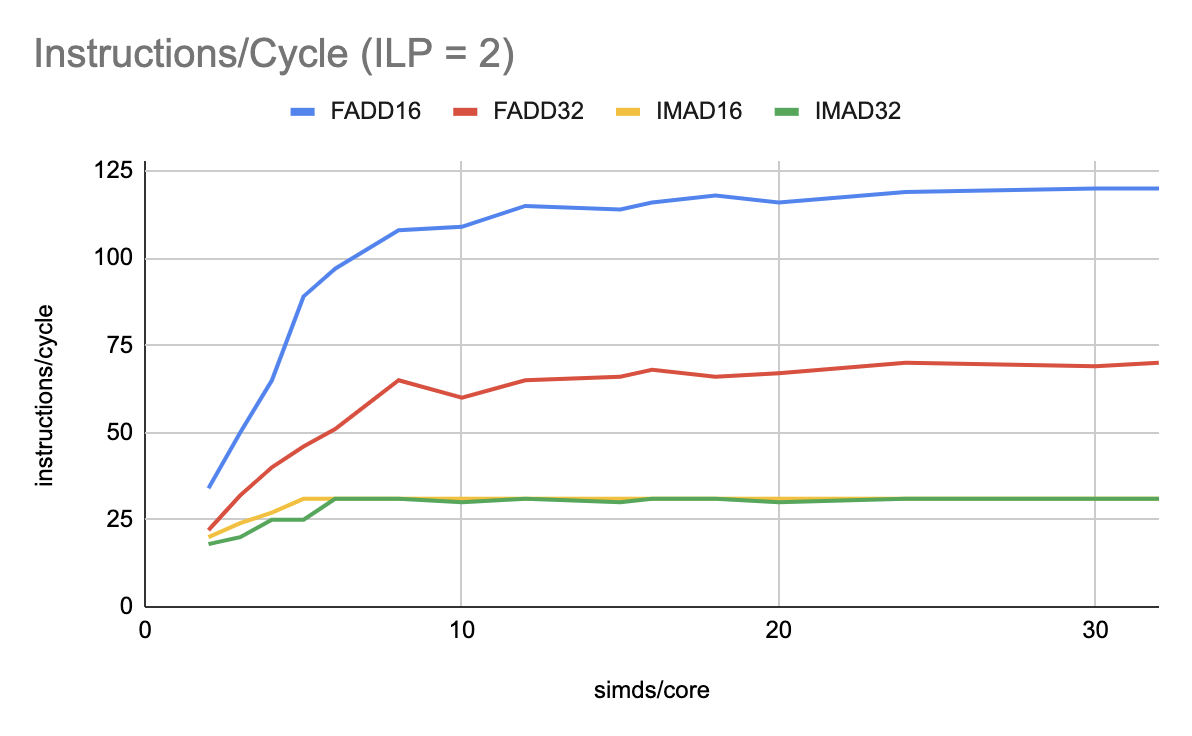 Instructions/Cycle (ILP = 2)
FADD16 FADD32 IMAD16 IMAD32
125
100
75
50
25
0
instructions/cycle
0 10 20 30
simds/core